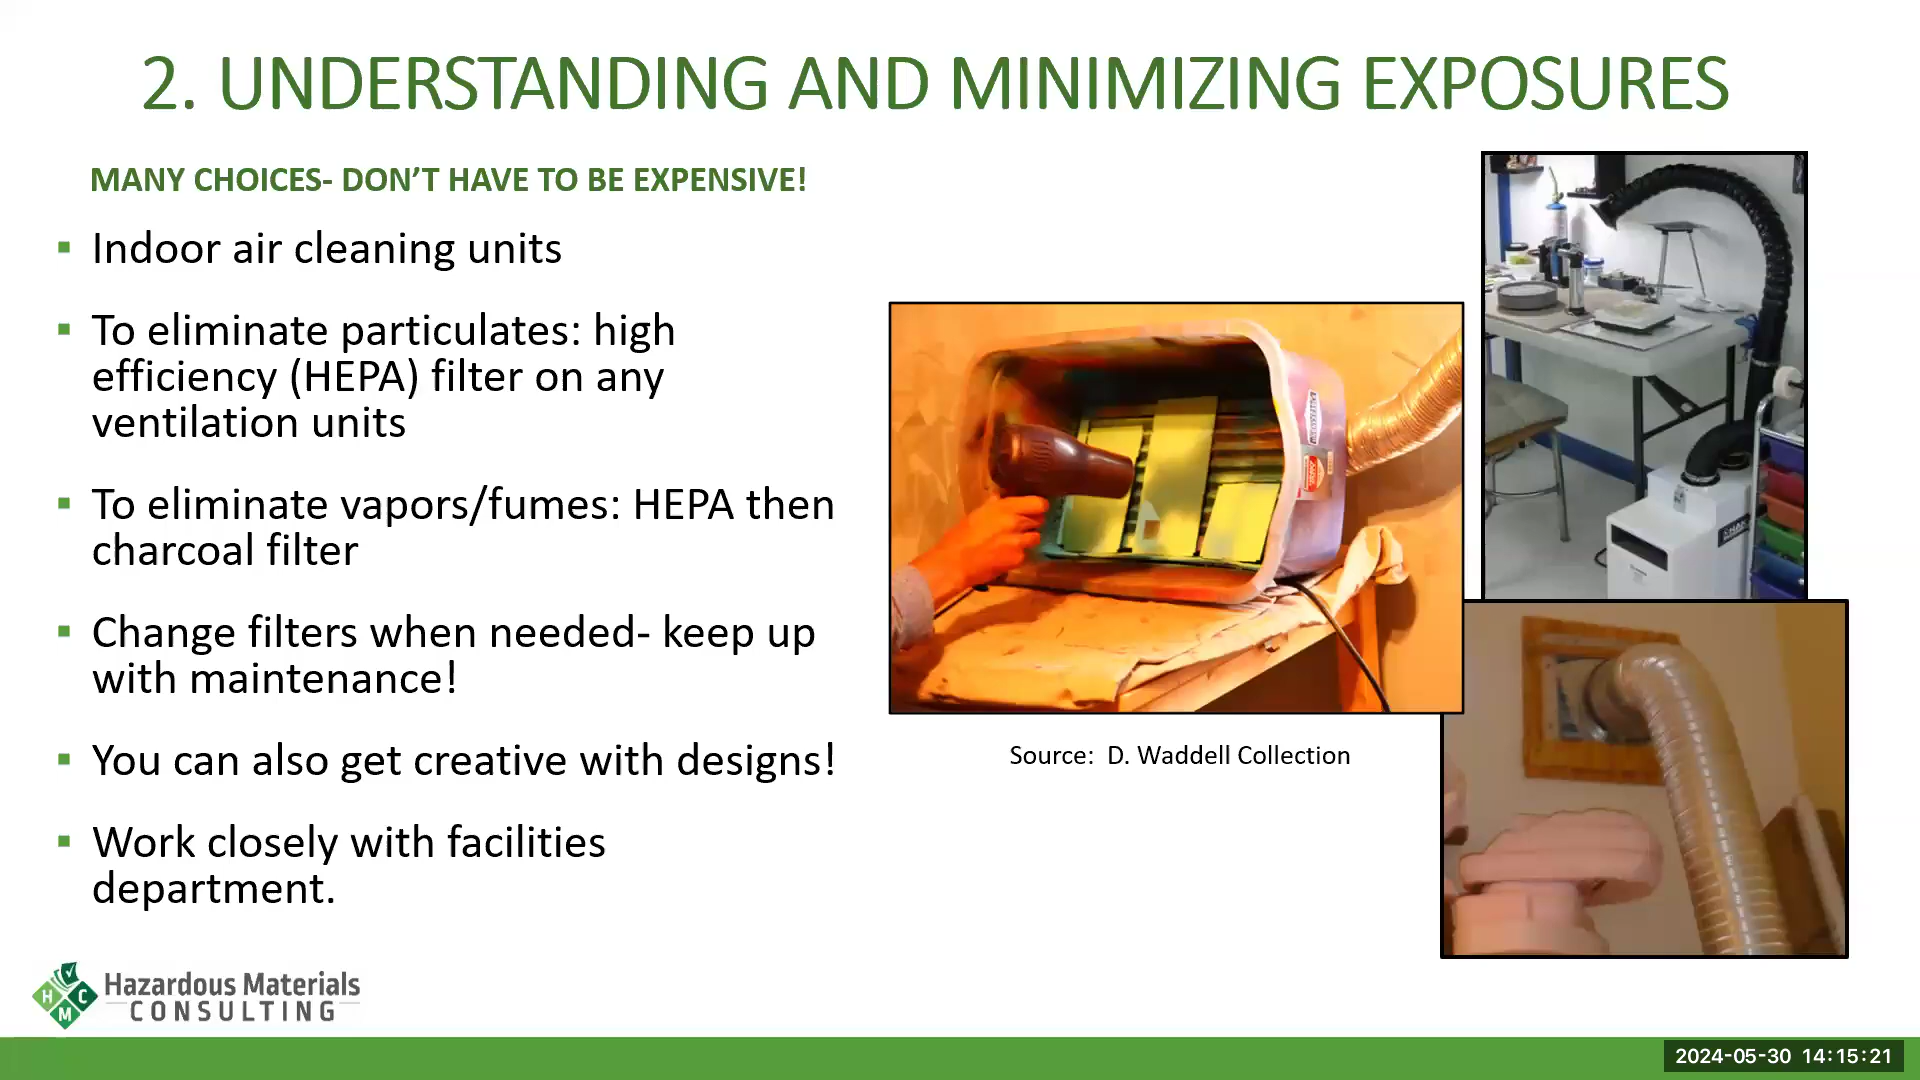 2. UNDERSTANDING AND MINIMIZING EXPOSURES
MANY CHOICES- DON’T HAVE TO BE EXPENSIVE!
▪ Indoor air cleaning units
▪ To eliminate particulates: high
efficiency (HEPA) filter on any
ventilation units
▪ To eliminate vapors/fumes: HEPA then
charcoal filter
▪ Change filters when needed- keep up
with maintenance!
▪ You can also get creative with designs!
▪ Work closely with facilities
department.
Source: D. Waddell Collection
H C
M
Hazardous Materials
CONSULTING
2024-05-30 14:15:21